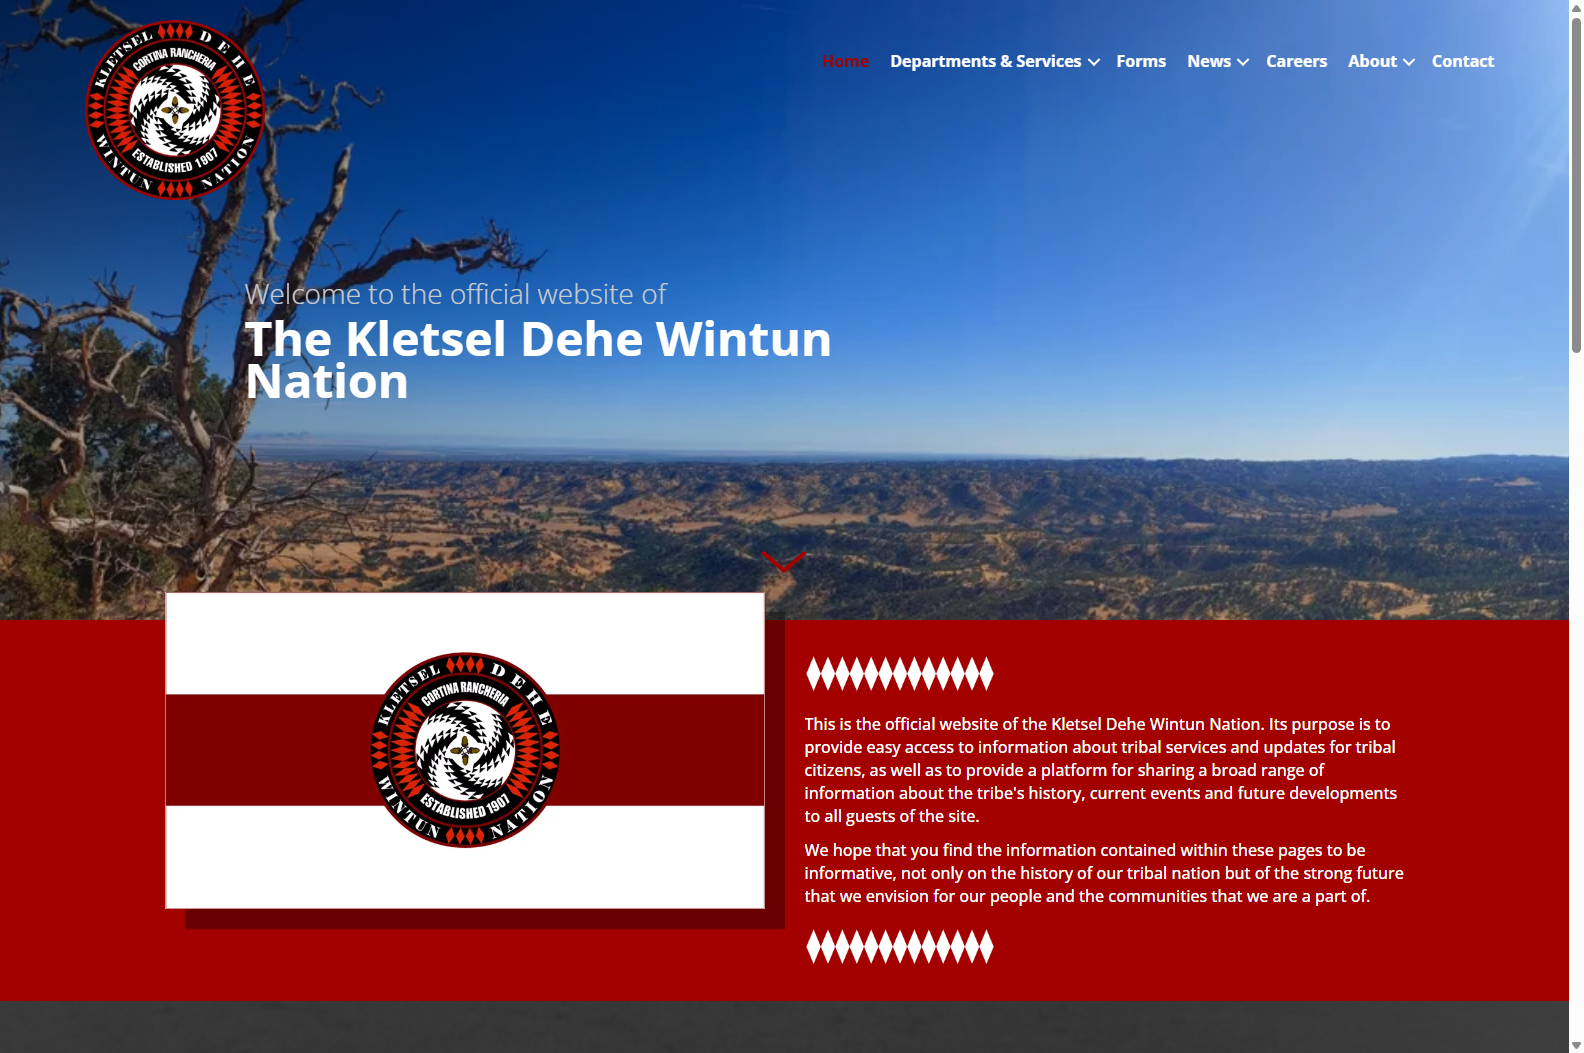 KLETSEL DEHE
CORTINA RANCHERIA
ESTABLISHED 1907
WINTUN NATION
Home Departments & Services Forms News Careers About Contact
Welcome to the official website of
The Kletsel Dehe Wintun
Nation
KLETSEL DEHE
CORTINA RANCHERIA
ESTABLISHED 1907
WINTUN NATION
This is the official website of the Kletsel Dehe Wintun Nation. Its purpose is to
provide easy access to information about tribal services and updates for tribal
citizens, as well as to provide a platform for sharing a broad range of
information about the tribe's history, current events and future developments
to all guests of the site.
We hope that you find the information contained within these pages to be
informative, not only on the history of our tribal nation but of the strong future
that we envision for our people and the communities that we are a part of.